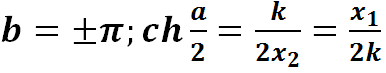 b = ±π; ch a/2 = k/2x₂ = x₁/2k